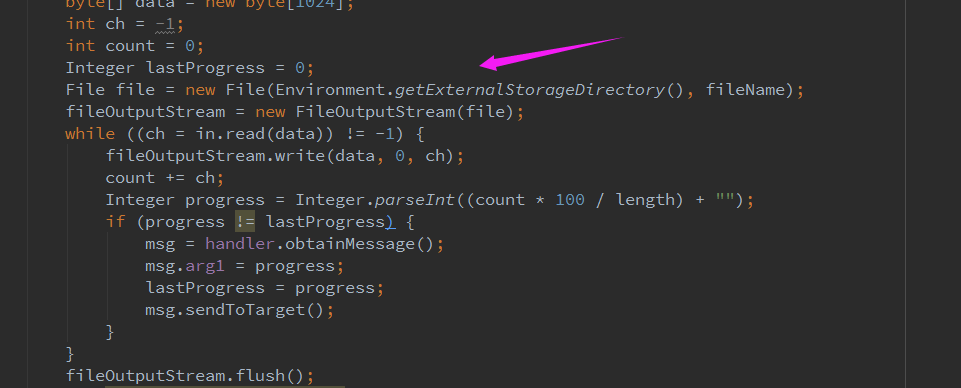 byte[] data = new byte[1024];
int ch = -1;
int count = 0;
Integer lastProgress = 0;
File file = new File(Environment.getExternalStorageDirectory(), fileName);
fileOutputStream = new FileOutputStream(file);
while ((ch = in.read(data)) != -1) {
fileOutputStream.write(data, 0, ch);
count += ch;
Integer progress = Integer.parseInt((count * 100 / length) + "");
if (progress != lastProgress) {
msg = handler.obtainMessage();
msg.arg1 = progress;
lastProgress = progress;
msg.sendToTarget();
}
}
fileOutputStream.flush();